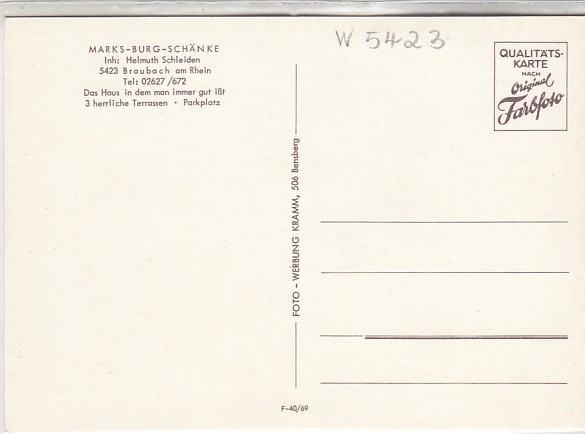 MARKS-BURG-SCHÄNKE
Inh: Helmuth Schleiden
5423 Braubach am Rhein
Tel: 02627/672
Das Haus in dem man immer gut ißt
3 herrliche Terrassen · Parkplatz
W 5423
QUALITÄTS-
KARTE
NACH
Original
Farbfoto
FOTO - WERBUNG KRAMM, 506 Bensberg
F-40/69